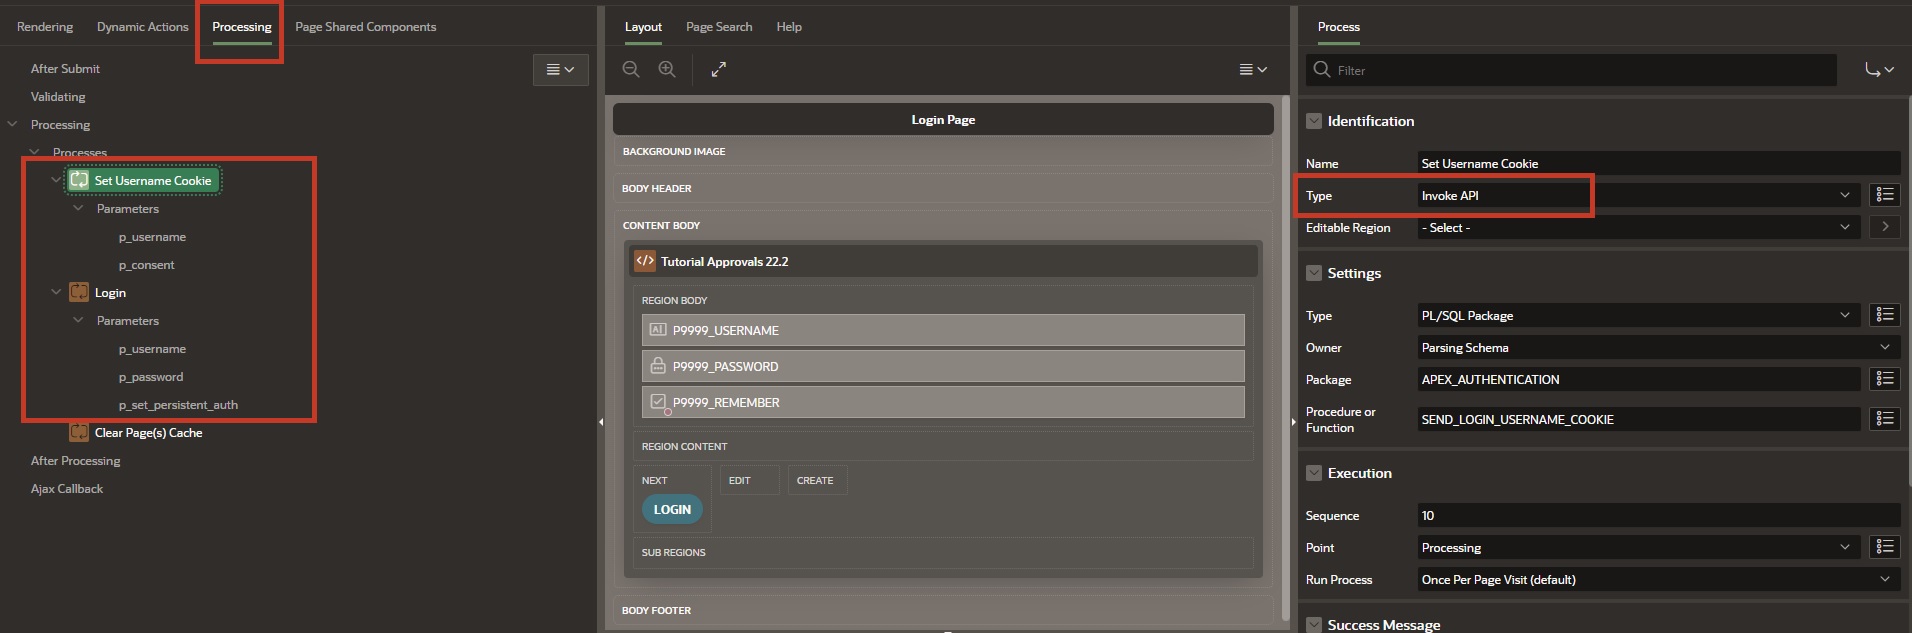 Rendering
Dynamic Actions
Processing
Page Shared Components
After Submit
Validating
Processing
Processes
Set Username Cookie
Parameters
p_username
p_consent
Login
Parameters
p_username
p_password
p_set_persistent_auth
Clear Page(s) Cache
After Processing
Ajax Callback
Layout
Page Search
Help
Login Page
BACKGROUND IMAGE
BODY HEADER
CONTENT BODY
Tutorial Approvals 22.2
REGION BODY
P9999_USERNAME
P9999_PASSWORD
P9999_REMEMBER
REGION CONTENT
NEXT
EDIT
CREATE
LOGIN
SUB REGIONS
BODY FOOTER
Process
Filter
Identification
Name Set Username Cookie
Type Invoke API
Editable Region - Select -
Settings
Type PL/SQL Package
Owner Parsing Schema
Package APEX_AUTHENTICATION
Procedure or
Function SEND_LOGIN_USERNAME_COOKIE
Execution
Sequence 10
Point Processing
Run Process Once Per Page Visit (default)
Success Message